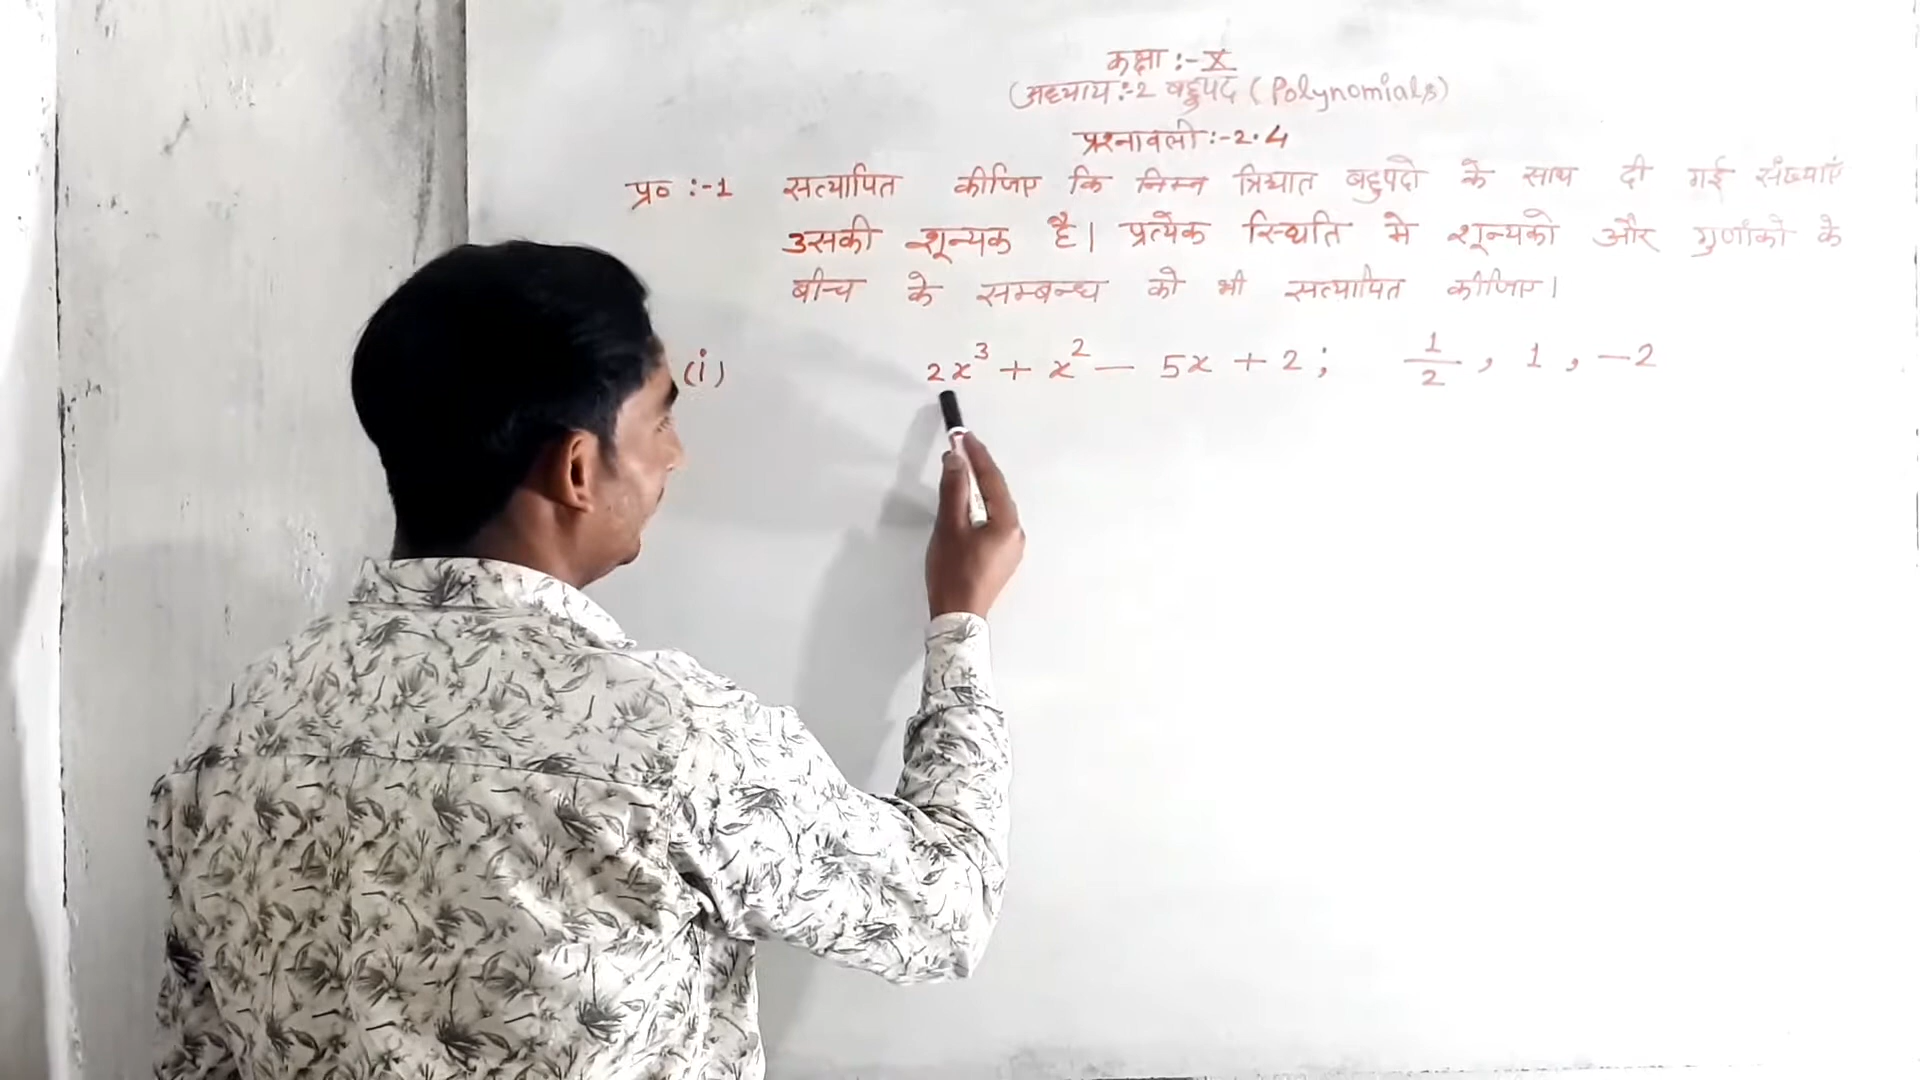 कक्षा :- X
अध्याय :- 2 बहुपद (Polynomials)
प्रश्नावली :- 2.4
प्र० :- 1 सत्यापित कीजिए कि निम्न त्रिघात बहुपदो के साथ दी गई संख्याएं
उसकी शून्यक है। प्रत्येक स्थिति मे शून्यको और गुणांको के
बीच के सम्बन्ध को भी सत्यापित कीजिए।
(i) 2x³ + x² – 5x + 2 ; 1/2 , 1 , –2